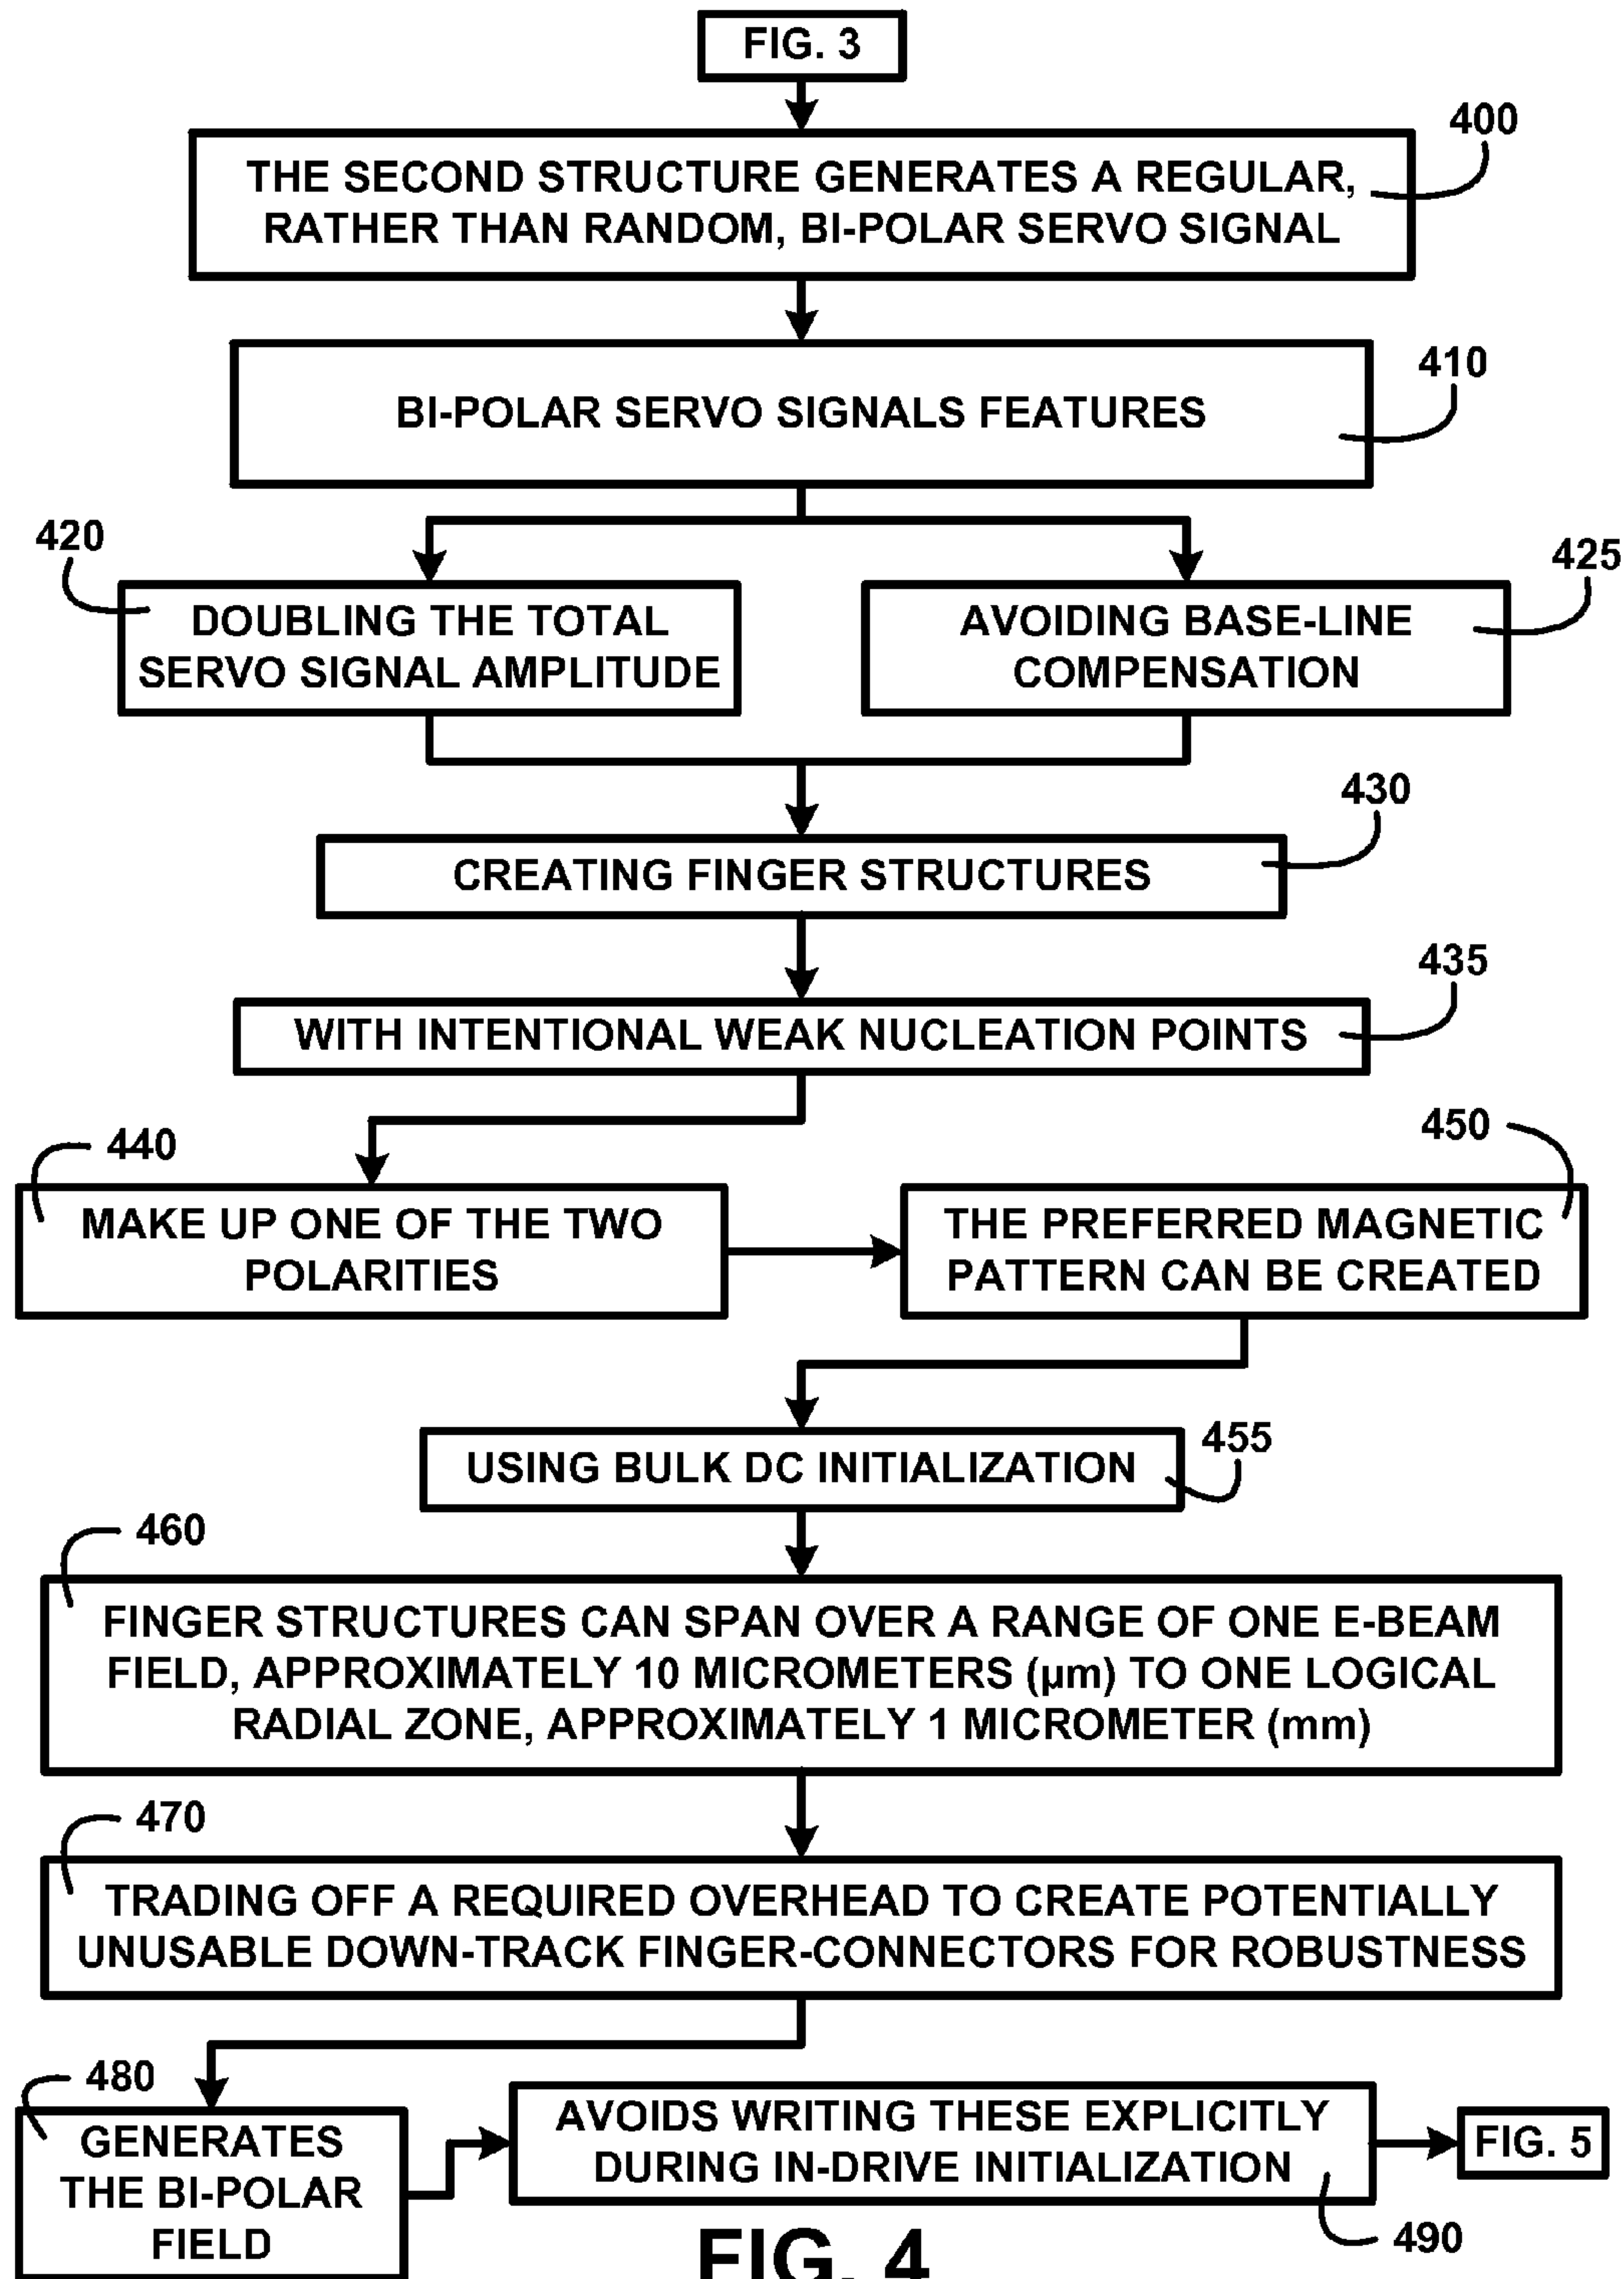 FIG. 3
400
THE SECOND STRUCTURE GENERATES A REGULAR,
RATHER THAN RANDOM, BI-POLAR SERVO SIGNAL
410
BI-POLAR SERVO SIGNALS FEATURES
420
DOUBLING THE TOTAL
SERVO SIGNAL AMPLITUDE
425
AVOIDING BASE-LINE
COMPENSATION
430
CREATING FINGER STRUCTURES
435
WITH INTENTIONAL WEAK NUCLEATION POINTS
440
MAKE UP ONE OF THE TWO
POLARITIES
450
THE PREFERRED MAGNETIC
PATTERN CAN BE CREATED
455
USING BULK DC INITIALIZATION
460
FINGER STRUCTURES CAN SPAN OVER A RANGE OF ONE E-BEAM
FIELD, APPROXIMATELY 10 MICROMETERS (µm) TO ONE LOGICAL
RADIAL ZONE, APPROXIMATELY 1 MICROMETER (mm)
470
TRADING OFF A REQUIRED OVERHEAD TO CREATE POTENTIALLY
UNUSABLE DOWN-TRACK FINGER-CONNECTORS FOR ROBUSTNESS
480
GENERATES
THE BI-POLAR
FIELD
AVOIDS WRITING THESE EXPLICITLY
DURING IN-DRIVE INITIALIZATION
490
FIG. 5
FIG. 4